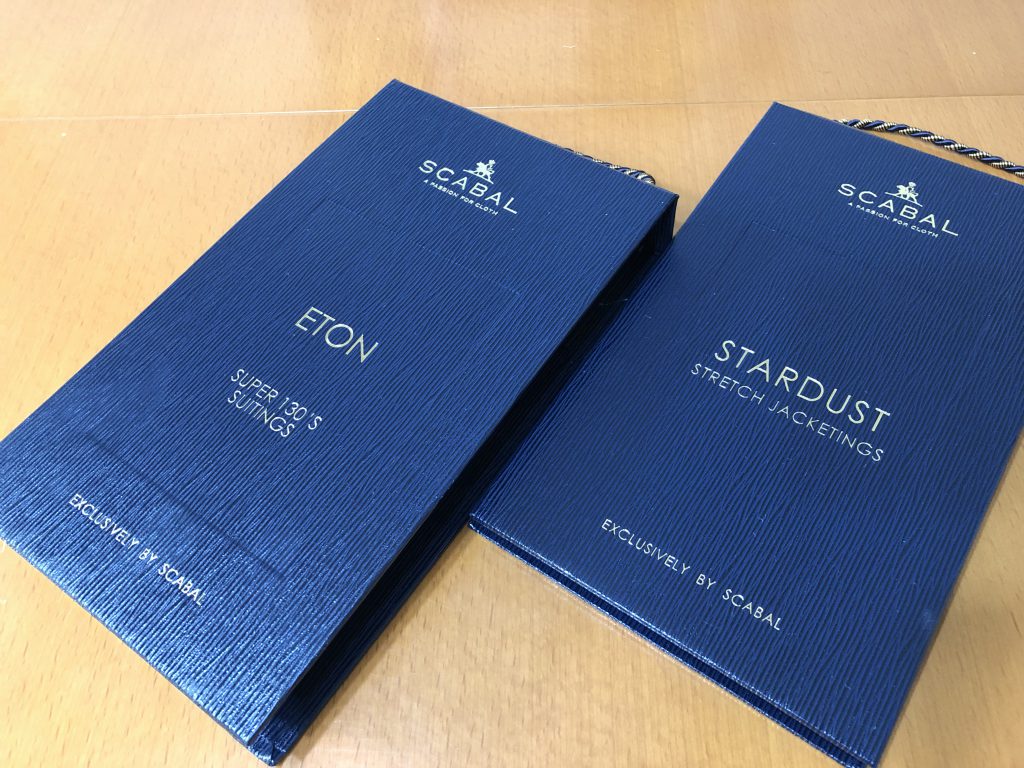 SCABAL
A PASSION FOR CLOTH
ETON
SUPER 130'S
SUITINGS
EXCLUSIVELY BY SCABAL
SCABAL
A PASSION FOR CLOTH
STARDUST
STRETCH JACKETINGS
EXCLUSIVELY BY SCABAL